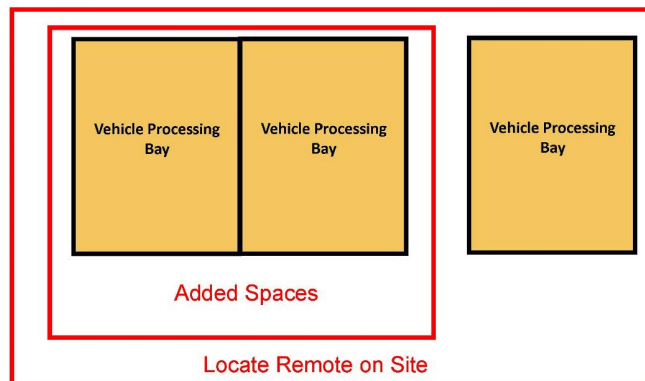 Vehicle Processing
Bay
Vehicle Processing
Bay
Vehicle Processing
Bay
Added Spaces
Locate Remote on Site